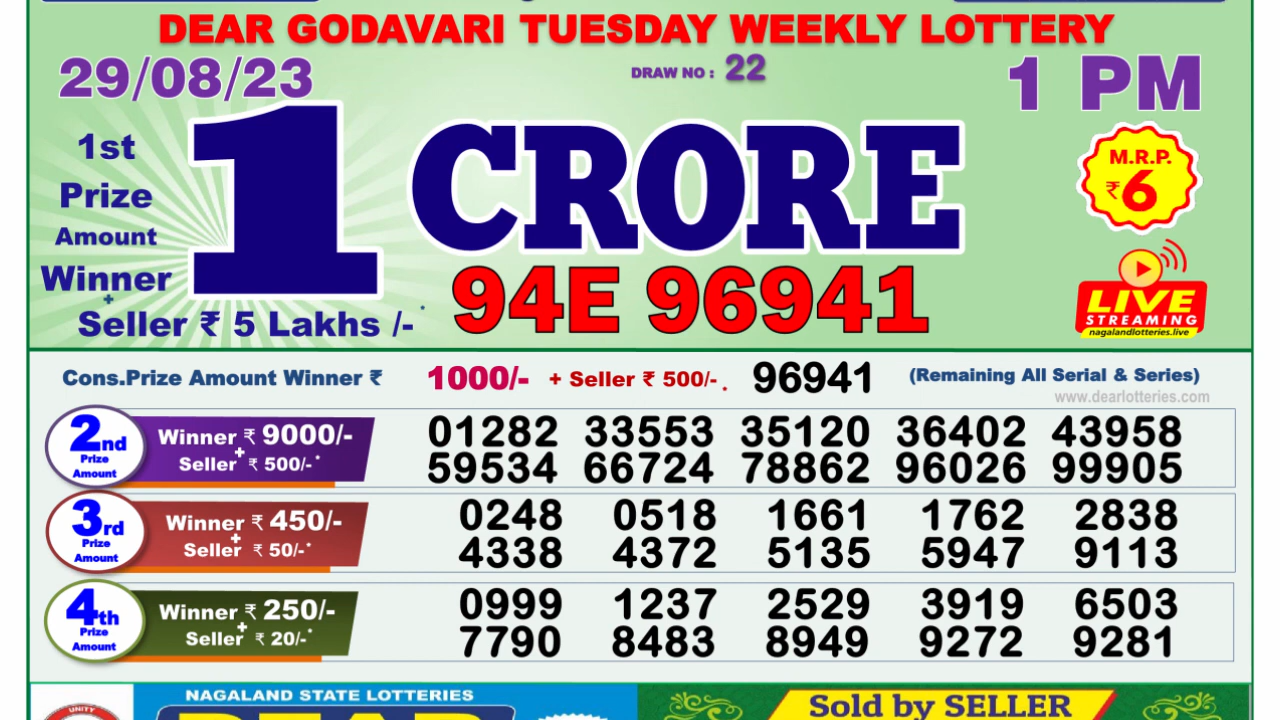 DEAR GODAVARI TUESDAY WEEKLY LOTTERY
29/08/23
DRAW NO : 22
1 PM
1st
Prize
Amount
Winner
+
Seller ₹ 5 Lakhs /- *
1 CRORE
94E 96941
M.R.P.
₹6
LIVE
STREAMING
nagalandlotteries.live
Cons.Prize Amount Winner ₹ 1000/- + Seller ₹ 500/- . 96941 (Remaining All Serial & Series)
www.dearlotteries.com
2nd
Prize
Amount
Winner ₹ 9000/-
+
Seller ₹ 500/-*
01282 33553 35120 36402 43958
59534 66724 78862 96026 99905
3rd
Prize
Amount
Winner ₹ 450/-
+
Seller ₹ 50/-*
0248 0518 1661 1762 2838
4338 4372 5135 5947 9113
4th
Prize
Amount
Winner ₹ 250/-
+
Seller ₹ 20/-*
0999 1237 2529 3919 6503
7790 8483 8949 9272 9281
UNITY
NAGALAND STATE LOTTERIES
DEAR
Sold by SELLER